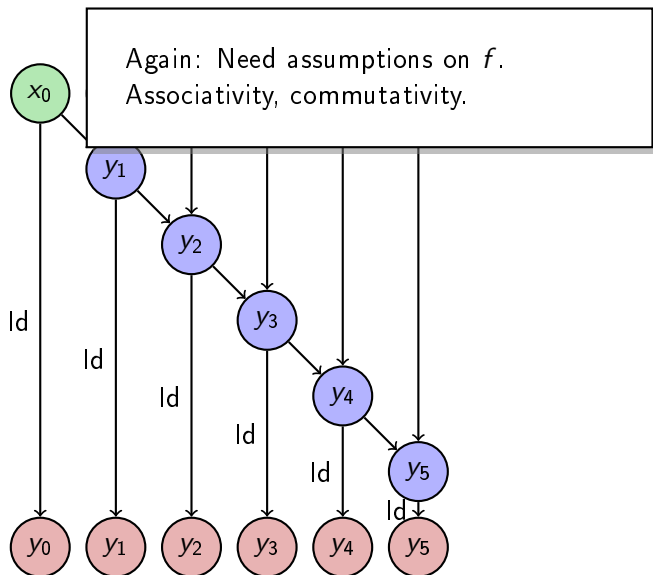 Again: Need assumptions on f.
Associativity, commutativity.
x0
y1
y2
y3
Id
Id
Id
y4
Id
Id
y5
Id
y0 y1 y2 y3 y4 y5